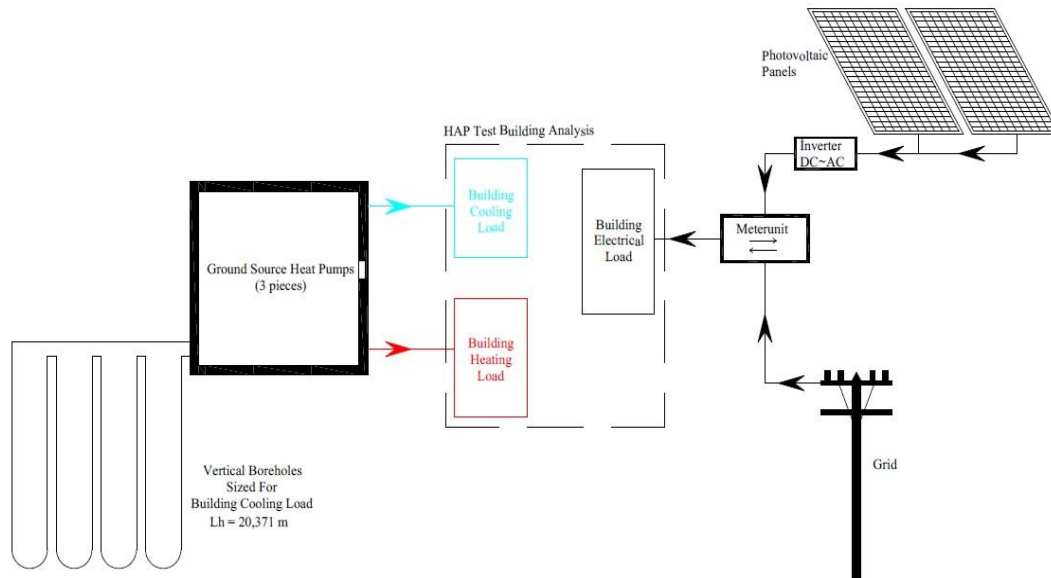 Photovoltaic
Panels
HAP Test Building Analysis
Inverter
DC~AC
Building
Cooling
Load
Building
Electrical
Load
Meterunit
Ground Source Heat Pumps
(3 pieces)
Building
Heating
Load
Vertical Boreholes
Sized For
Building Cooling Load
Lh = 20,371 m
Grid